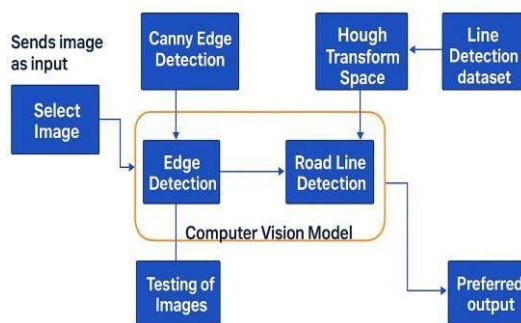 Sends image
as input
Canny Edge
Detection
Hough
Transform
Space
Line
Detection
dataset
Select
Image
Edge
Detection
Road Line
Detection
Computer Vision Model
Testing of
Images
Preferred
output